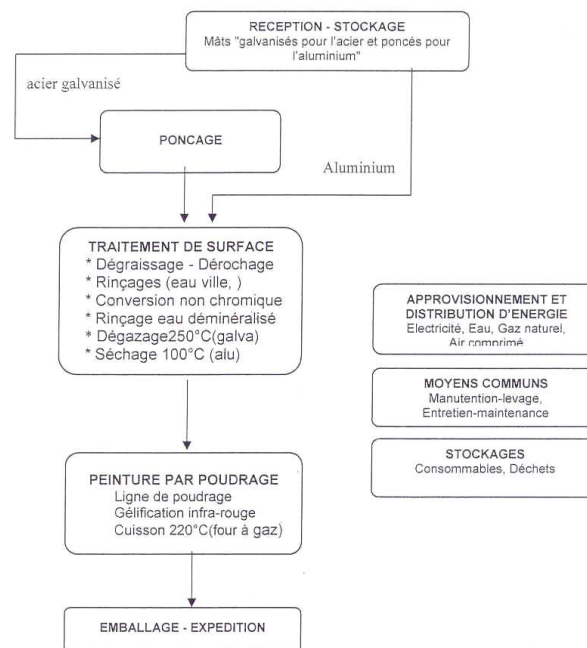 RECEPTION - STOCKAGE
Mâts "galvanisés pour l'acier et poncés pour
l'aluminium"
acier galvanisé
PONCAGE
Aluminium
TRAITEMENT DE SURFACE
* Dégraissage - Dérochage
* Rinçages (eau ville, )
* Conversion non chromique
* Rinçage eau déminéralisé
* Dégazage250°C(galva)
* Séchage 100°C (alu)
APPROVISIONNEMENT ET
DISTRIBUTION D'ENERGIE
Electricité, Eau, Gaz naturel,
Air comprimé
MOYENS COMMUNS
Manutention-levage,
Entretien-maintenance
STOCKAGES
Consommables, Déchets
PEINTURE PAR POUDRAGE
Ligne de poudrage
Gélification infra-rouge
Cuisson 220°C(four à gaz)
EMBALLAGE - EXPEDITION